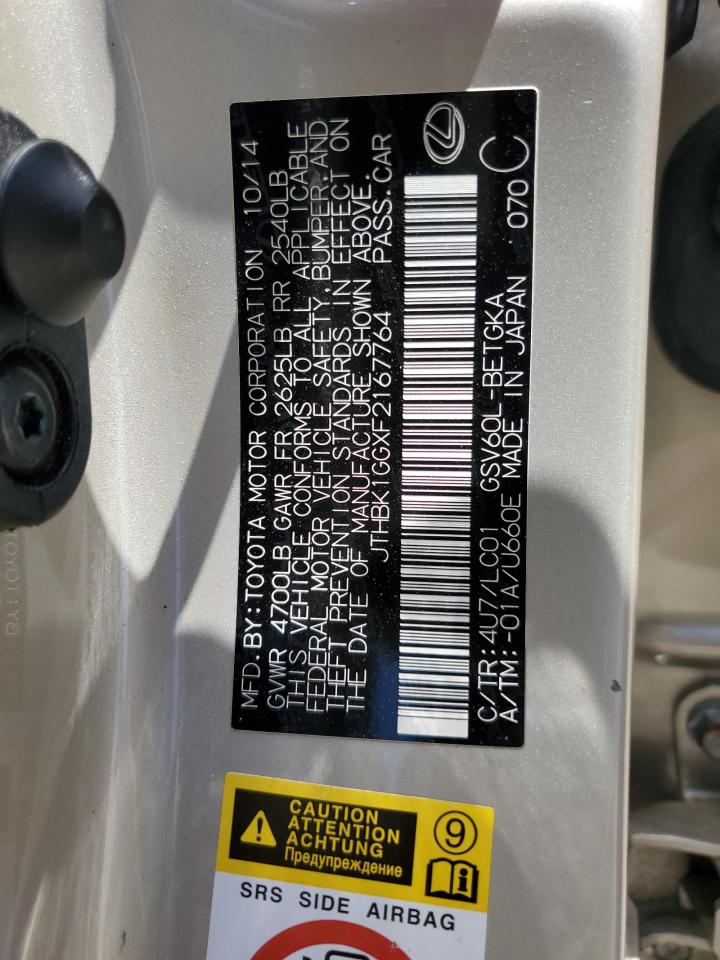 MFD. BY: TOYOTA MOTOR CORPORATION 10/14
GVWR 4700LB GAWR FR 2625LB RR 2540LB
THIS VEHICLE CONFORMS TO ALL APPLICABLE
FEDERAL MOTOR VEHICLE SAFETY, BUMPER, AND
THEFT PREVENTION STANDARDS IN EFFECT ON
THE DATE OF MANUFACTURE SHOWN ABOVE.
JTHBK1GGXF2167764 PASS. CAR
C/TR: 4U7/LC01 GSV60L-BETGKA
A/TM: -01A/U660E MADE IN JAPAN 070 C
CAUTION
ATTENTION
ACHTUNG
Предупреждение
9
SRS SIDE AIRBAG